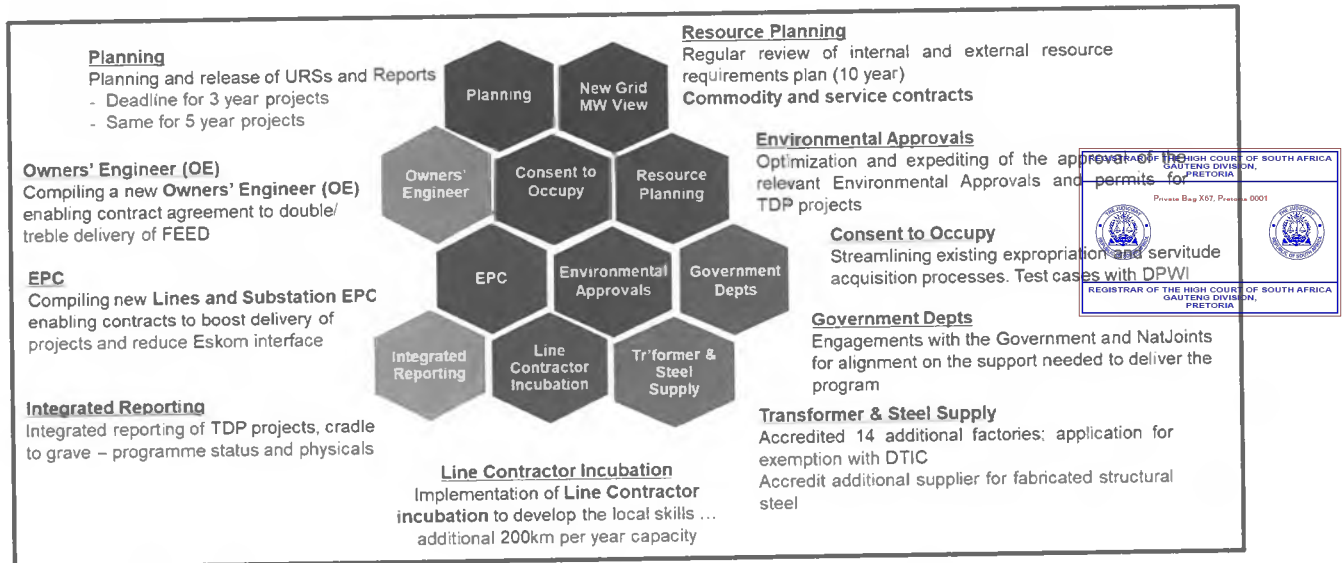 Planning
Planning and release of URSs and Reports
- Deadline for 3 year projects
- Same for 5 year projects
Owners' Engineer (OE)
Compiling a new Owners' Engineer (OE)
enabling contract agreement to double/
treble delivery of FEED
EPC
Compiling new Lines and Substation EPC
enabling contracts to boost delivery of
projects and reduce Eskom interface
Integrated Reporting
Integrated reporting of TDP projects, cradle
to grave – programme status and physicals
Planning
New Grid
MW View
Owners'
Engineer
Consent to
Occupy
Resource
Planning
EPC
Environmental
Approvals
Government
Depts
Integrated
Reporting
Line
Contractor
Incubation
Tr'former &
Steel
Supply
Line Contractor Incubation
Implementation of Line Contractor
incubation to develop the local skills ...
additional 200km per year capacity
Resource Planning
Regular review of internal and external resource
requirements plan (10 year)
Commodity and service contracts
Environmental Approvals
Optimization and expediting of the approval of the
relevant Environmental Approvals and permits for
TDP projects
Consent to Occupy
Streamlining existing expropriation and servitude
acquisition processes. Test cases with DPWI
Government Depts
Engagements with the Government and NatJoints
for alignment on the support needed to deliver the
program
Transformer & Steel Supply
Accredited 14 additional factories; application for
exemption with DTIC
Accredit additional supplier for fabricated structural
steel
REGISTRAR OF THE HIGH COURT OF SOUTH AFRICA
GAUTENG DIVISION,
PRETORIA
Private Bag X67, Pretoria 0001
REGISTRAR OF THE HIGH COURT OF SOUTH AFRICA
GAUTENG DIVISION,
PRETORIA